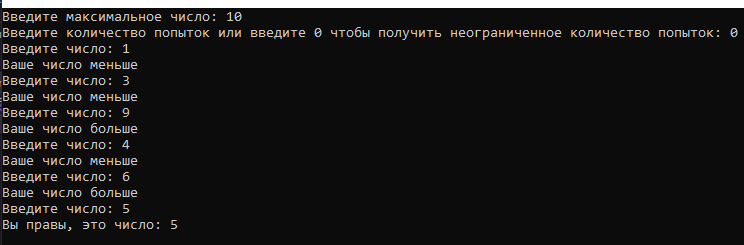 Введите максимальное число: 10
Введите количество попыток или введите 0 чтобы получить неограниченное количество попыток: 0
Введите число: 1
Ваше число меньше
Введите число: 3
Ваше число меньше
Введите число: 9
Ваше число больше
Введите число: 4
Ваше число меньше
Введите число: 6
Ваше число больше
Введите число: 5
Вы правы, это число: 5